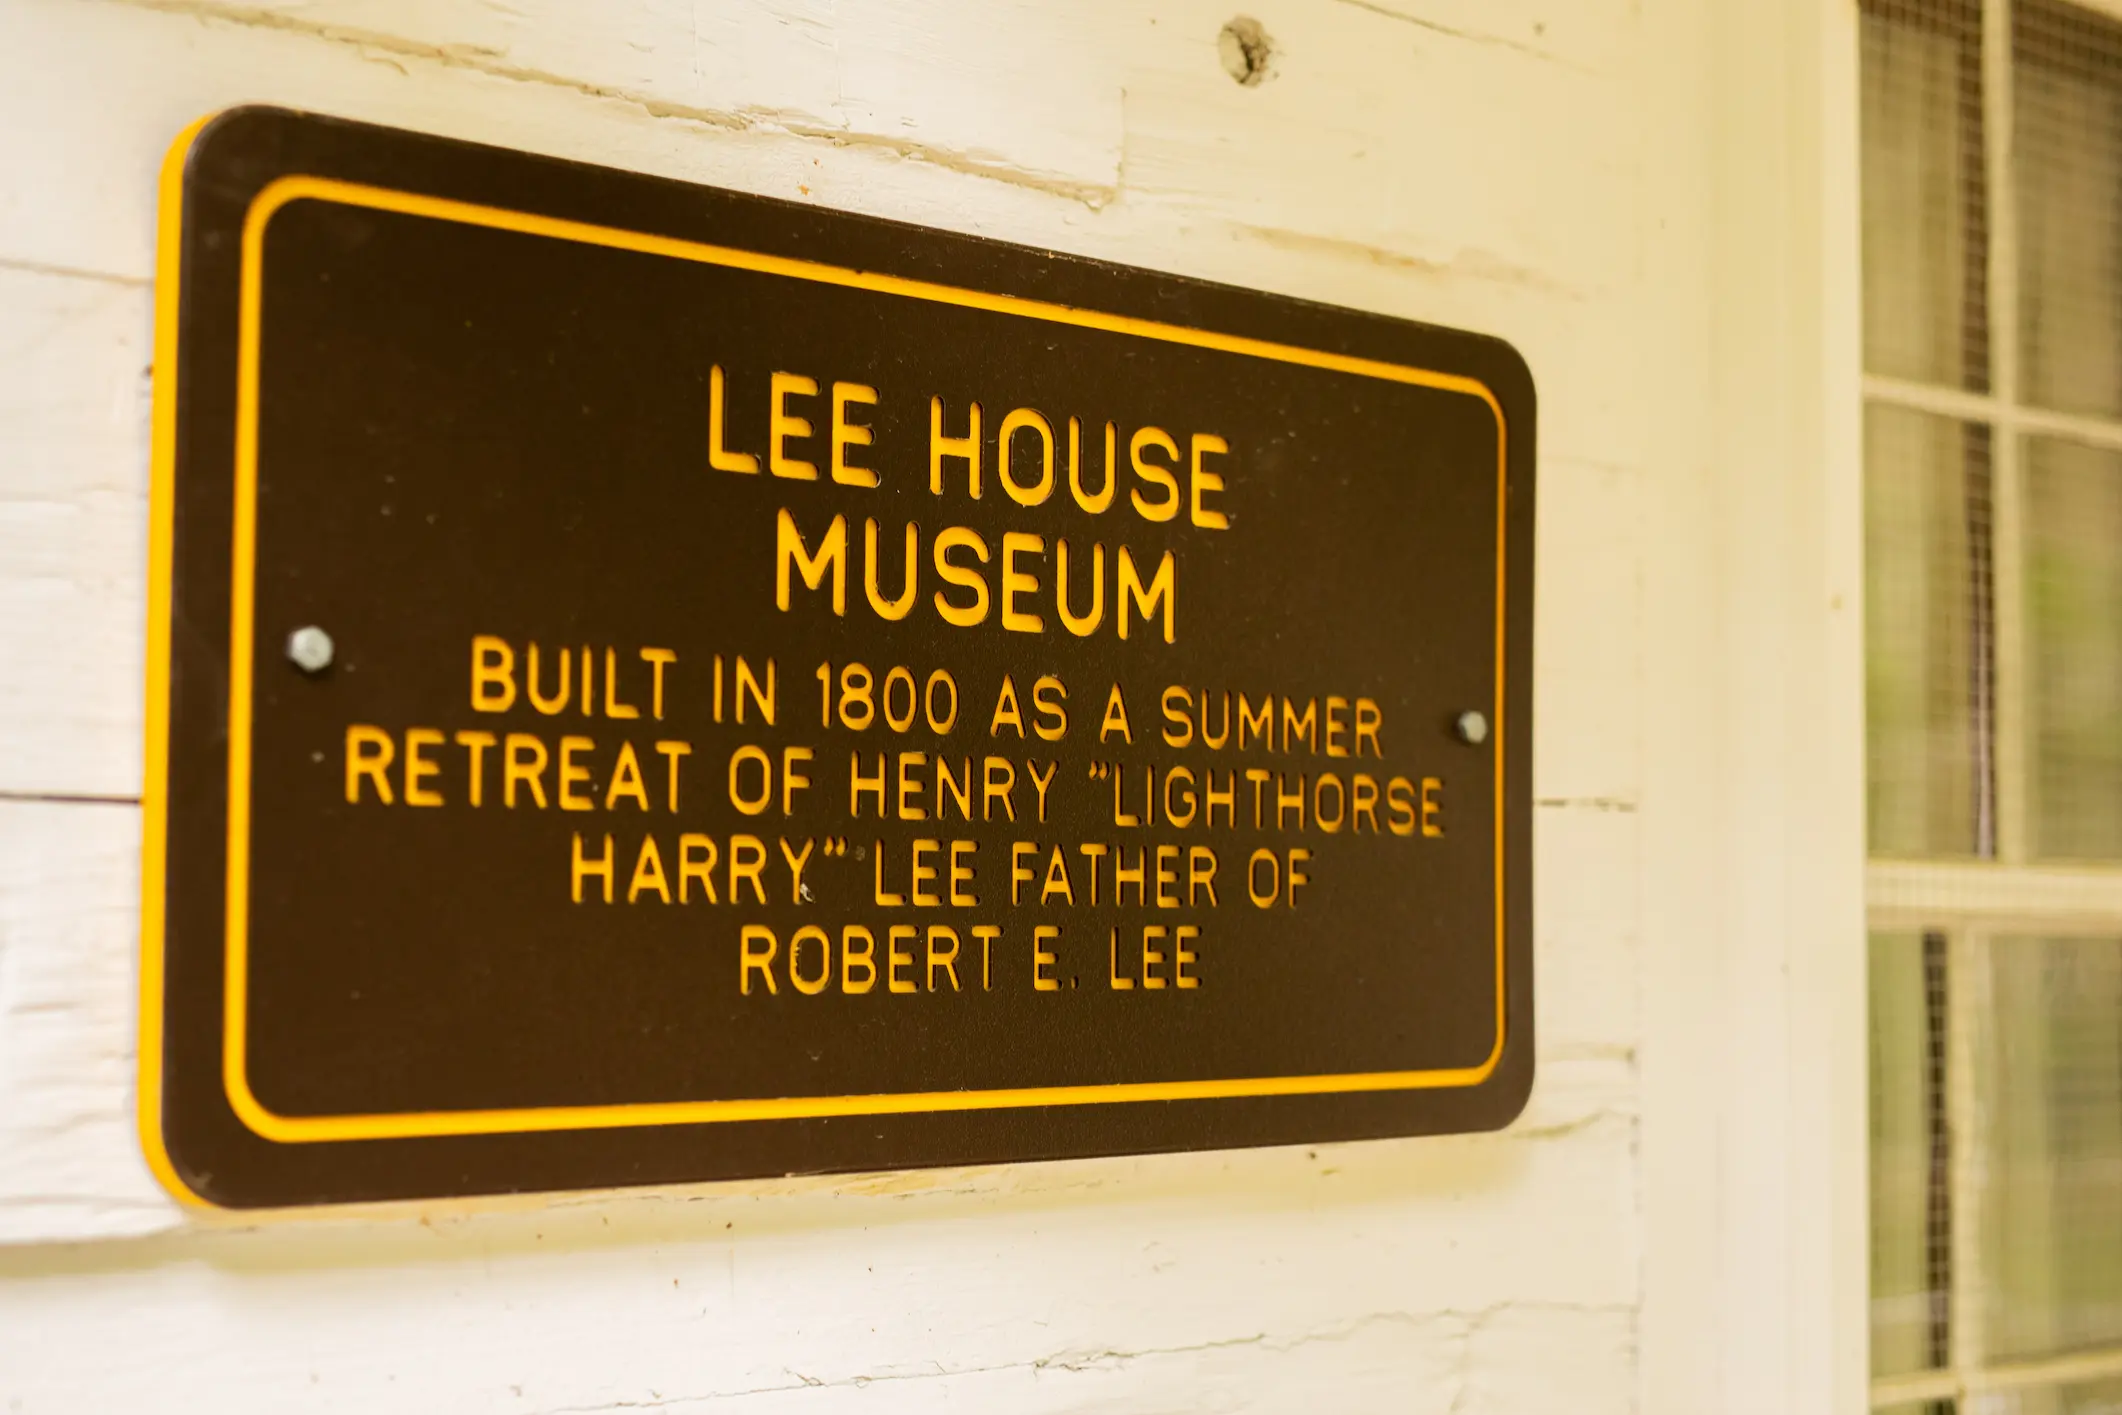 LEE HOUSE
MUSEUM
BUILT IN 1800 AS A SUMMER
RETREAT OF HENRY "LIGHTHORSE
HARRY" LEE FATHER OF
ROBERT E. LEE